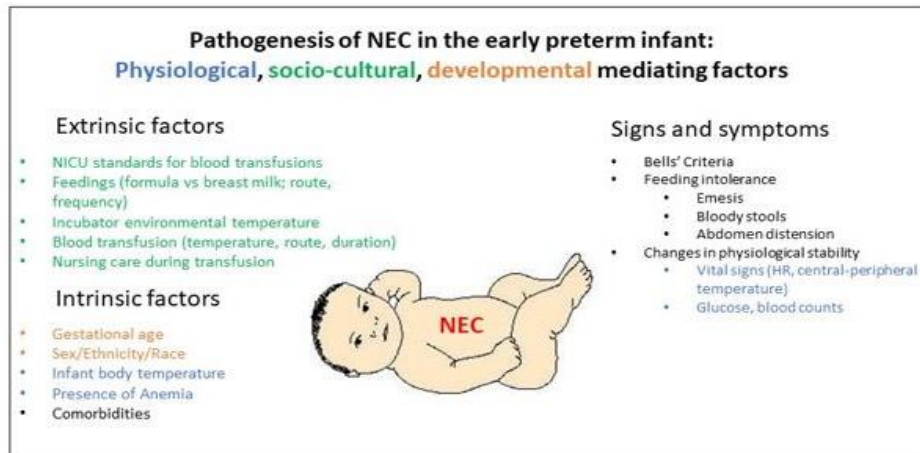 Pathogenesis of NEC in the early preterm infant:
Physiological, socio-cultural, developmental mediating factors
Extrinsic factors
• NICU standards for blood transfusions
• Feedings (formula vs breast milk; route,
frequency)
• Incubator environmental temperature
• Blood transfusion (temperature, route, duration)
• Nursing care during transfusion
Intrinsic factors
• Gestational age
• Sex/Ethnicity/Race
• Infant body temperature
• Presence of Anemia
• Comorbidities
NEC
Signs and symptoms
• Bells' Criteria
• Feeding intolerance
• Emesis
• Bloody stools
• Abdomen distension
• Changes in physiological stability
• Vital signs (HR, central-peripheral
temperature)
• Glucose, blood counts